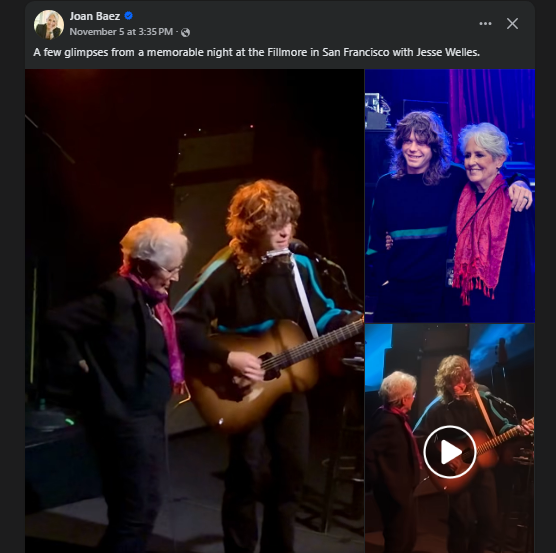 Joan Baez
November 5 at 3:35 PM ·
A few glimpses from a memorable night at the Fillmore in San Francisco with Jesse Welles.